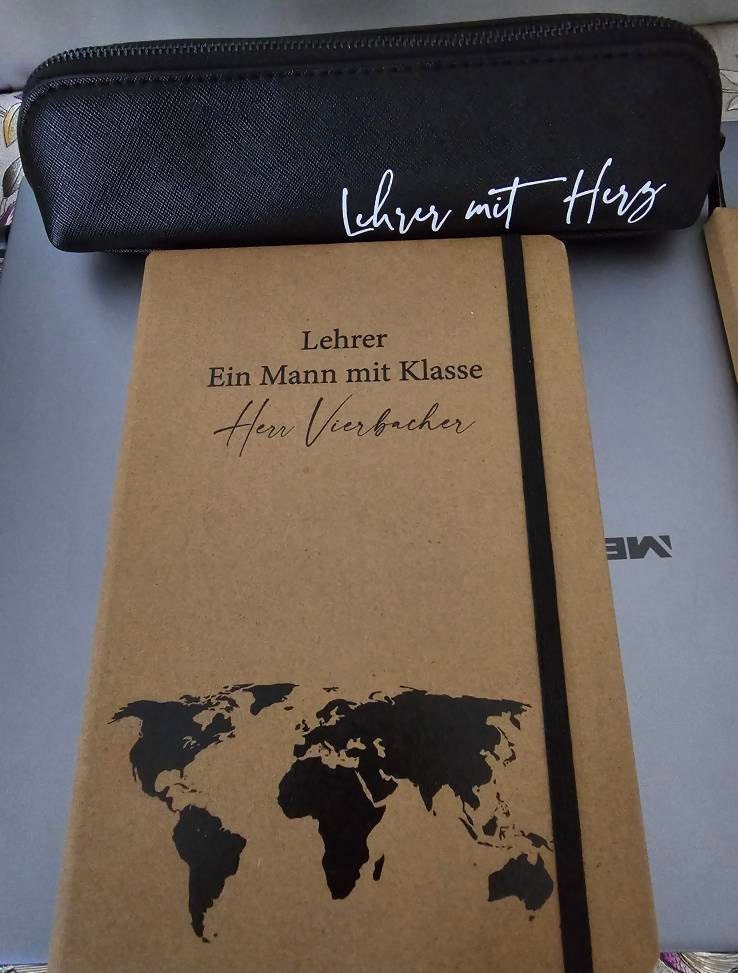 Lehrer mit Herz
Lehrer
Ein Mann mit Klasse
Herr Vierbacher